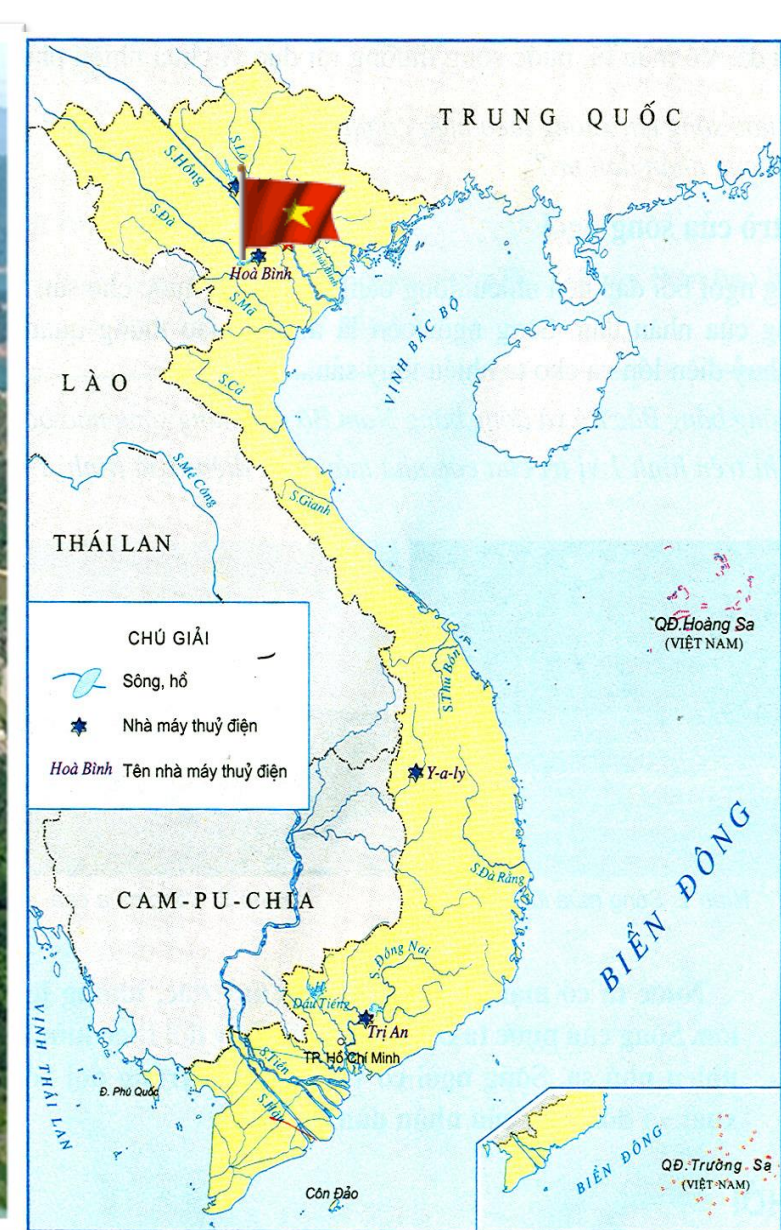 TRUNG QUỐC
S.Hồng
S.Lô
S.Đà
Hoà Bình
S.Thái Bình
S.Mã
VỊNH BẮC BỘ
LÀO
S.Cả
S.Mê Công
S.Gianh
THÁI LAN
QĐ.Hoàng Sa
(VIỆT NAM)
CHÚ GIẢI
Sông, hồ
Nhà máy thuỷ điện
Hoà Bình Tên nhà máy thuỷ điện
S.Thu Bồn
Y-a-ly
S.Đà Rằng
BIỂN ĐÔNG
CAM-PU-CHIA
S.Đồng Nai
H.
Dầu Tiếng
Trị An
TP. Hồ Chí Minh
S.Tiền
S.Hậu
VỊNH THÁI LAN
Đ. Phú Quốc
Côn Đảo
BIỂN ĐÔNG
QĐ.Trường Sa
(VIỆT NAM)